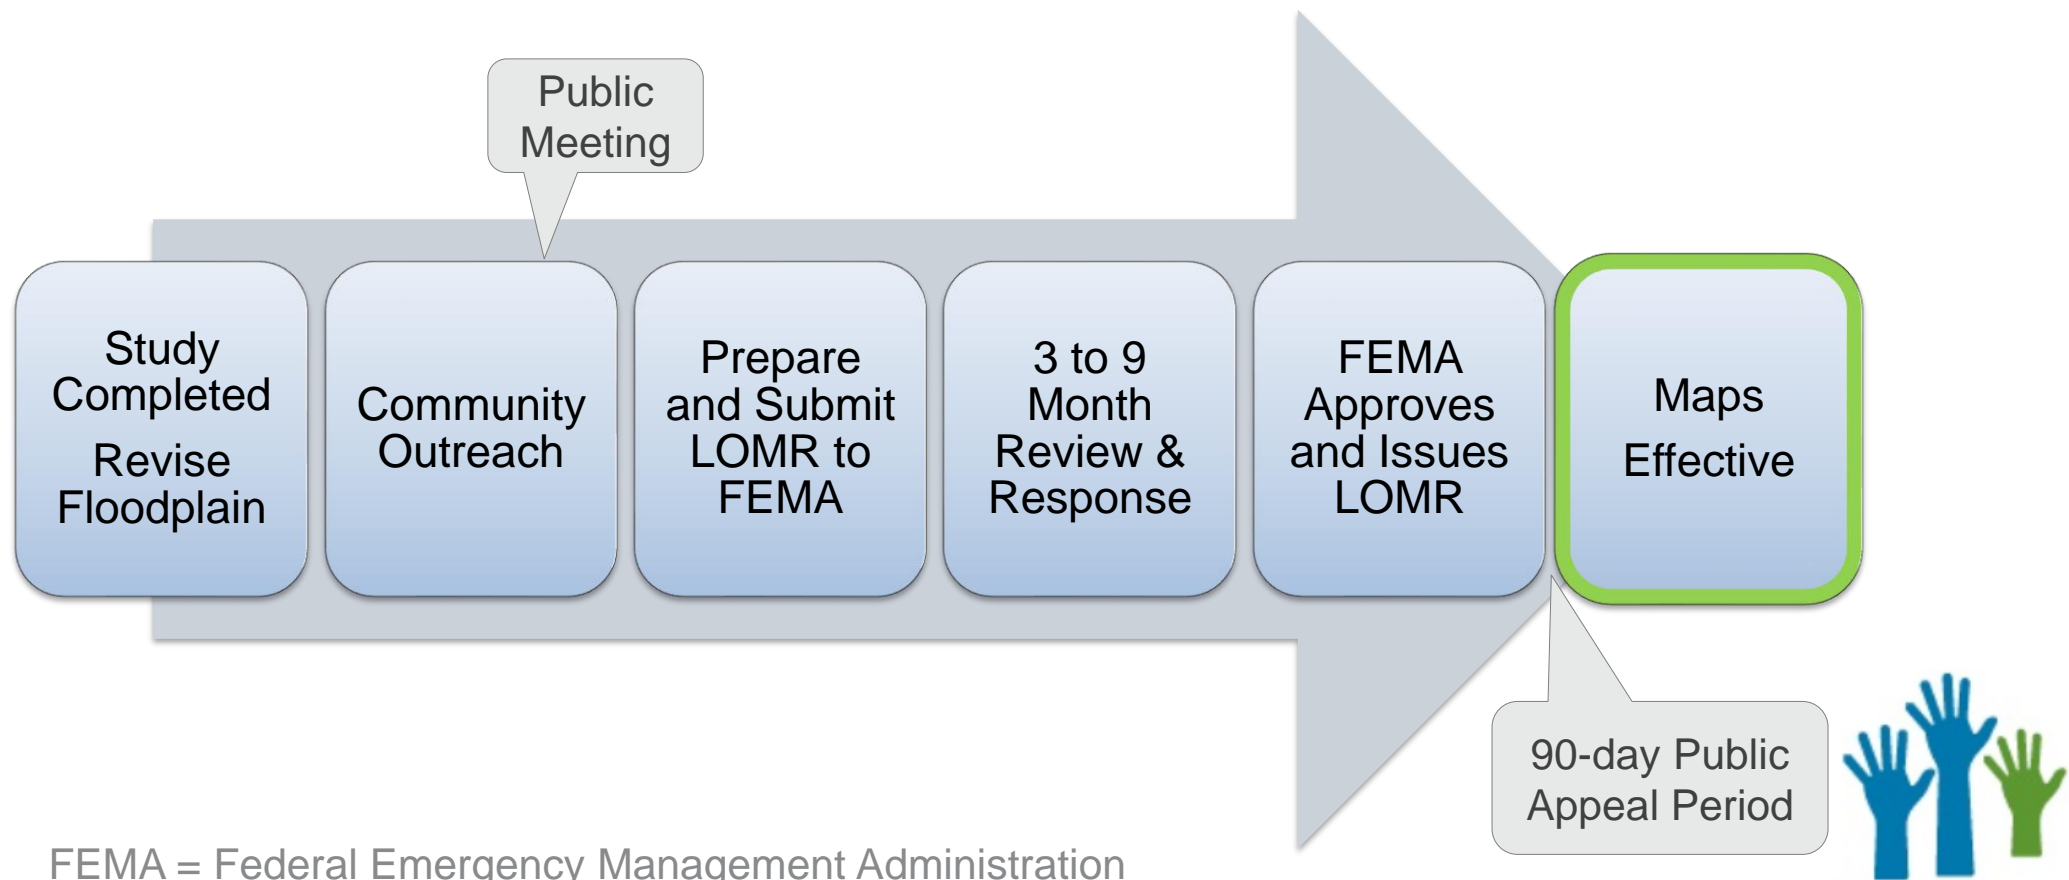 Public
Meeting
Study
Completed
Revise
Floodplain
Community
Outreach
Prepare
and Submit
LOMR to
FEMA
3 to 9
Month
Review &
Response
FEMA
Approves
and Issues
LOMR
Maps
Effective
90-day Public
Appeal Period
FEMA = Federal Emergency Management Administration